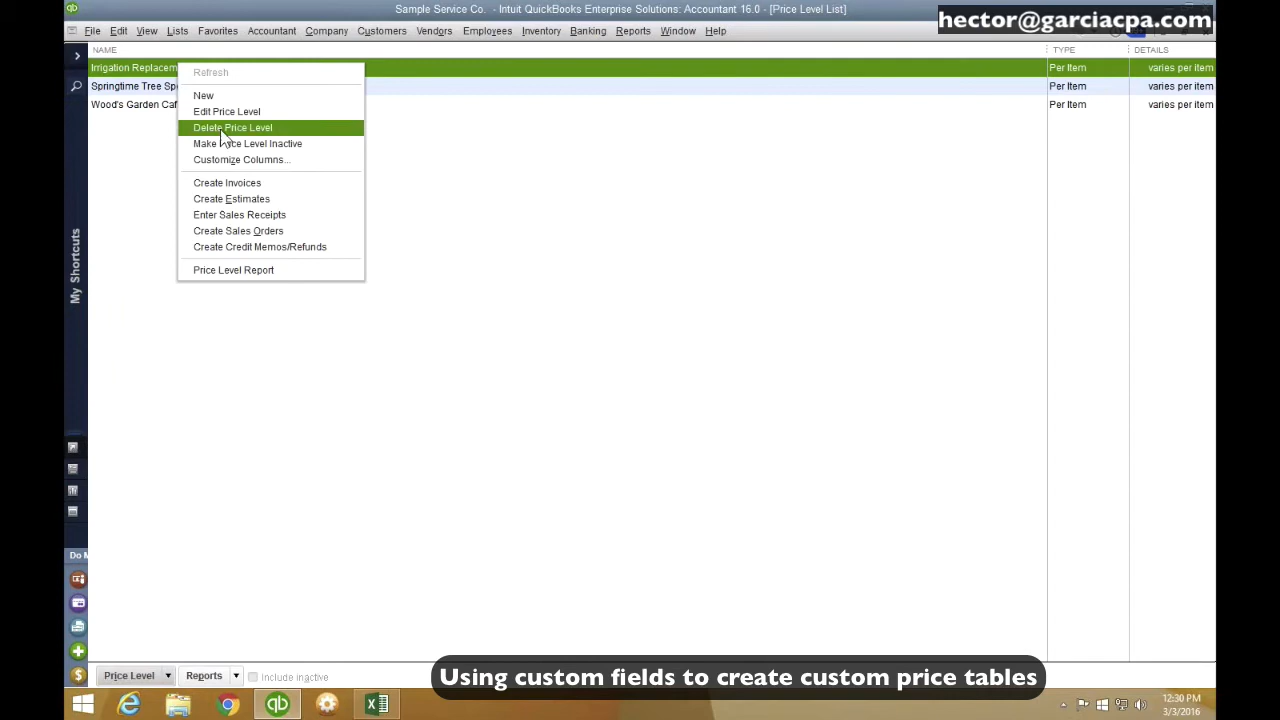 Sample Service Co. - Intuit QuickBooks Enterprise Solutions: Accountant 16.0 - [Price Level List]
hector@garciacpa.com
File Edit View Lists Favorites Accountant Company Customers Vendors Employees Inventory Banking Reports Window Help
NAME TYPE DETAILS
Irrigation Replacem Per Item varies per item
Springtime Tree Sp Per Item varies per item
Wood's Garden Caf Per Item varies per item
Refresh
New
Edit Price Level
Delete Price Level
Make Price Level Inactive
Customize Columns...
Create Invoices
Create Estimates
Enter Sales Receipts
Create Sales Orders
Create Credit Memos/Refunds
Price Level Report
My Shortcuts
Do M
Price Level Reports Include inactive
Using custom fields to create custom price tables
12:30 PM
3/3/2016